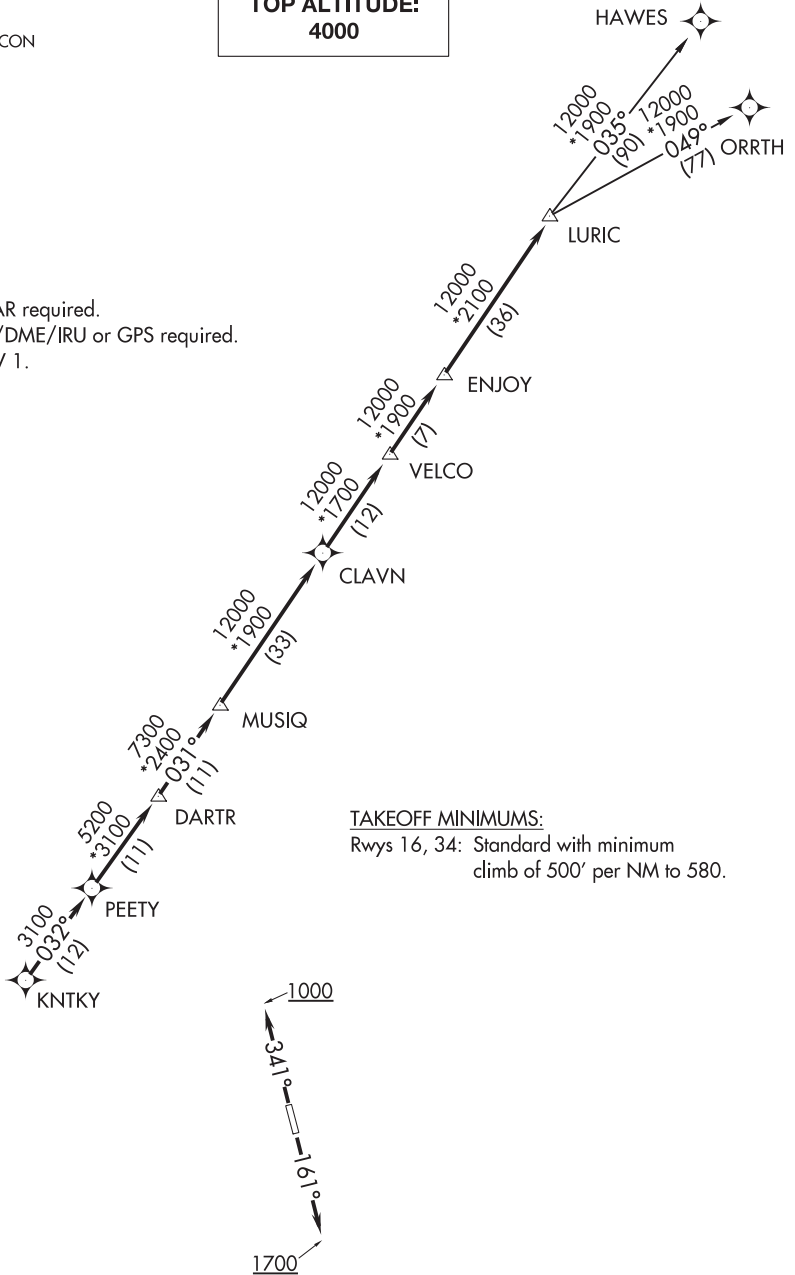 TOP ALTITUDE:
4000
CON
HAWES
12000
*1900
035°
(90)
12000
*1900
049°
(77)
ORRTH
LURIC
AR required.
/DME/IRU or GPS required.
V 1.
12000
*2100
(36)
ENJOY
12000
*1900
(7)
VELCO
12000
*1700
(12)
CLAVN
12000
*1900
(33)
MUSIQ
7300
*2400
031°
(11)
DARTR
5200
*3100
(11)
PEETY
3100
032°
(12)
KNTKY
TAKEOFF MINIMUMS:
Rwys 16, 34: Standard with minimum
climb of 500' per NM to 580.
1000
341°
161°
1700